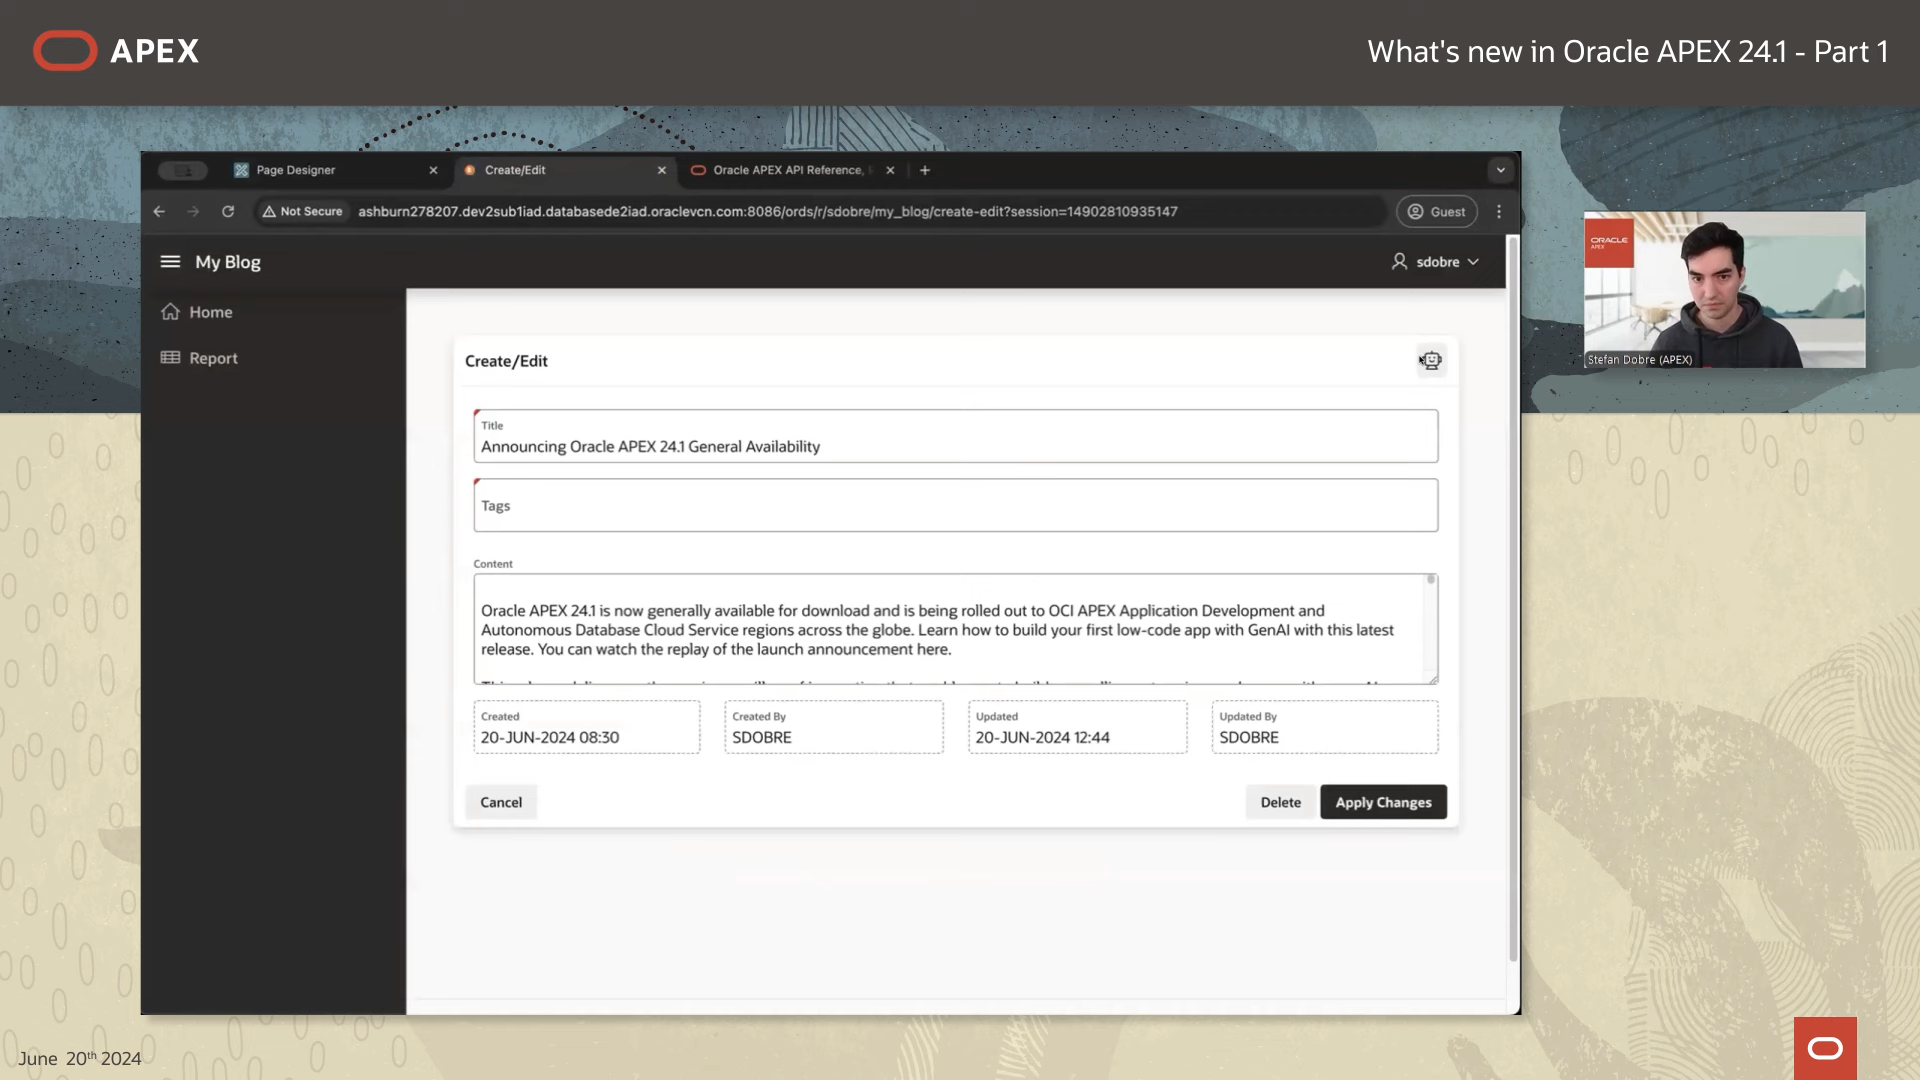 APEX
What's new in Oracle APEX 24.1 - Part 1
Page Designer
Create/Edit
Oracle APEX API Reference,
Not Secure
ashburn278207.dev2sub1iad.databasede2iad.oraclevcn.com:8086/ords/r/sdobre/my_blog/create-edit?session=14902810935147
Guest
My Blog
sdobre
Home
Report
Create/Edit
Title
Announcing Oracle APEX 24.1 General Availability
Tags
Content
Oracle APEX 24.1 is now generally available for download and is being rolled out to OCI APEX Application Development and
Autonomous Database Cloud Service regions across the globe. Learn how to build your first low-code app with GenAI with this latest
release. You can watch the replay of the launch announcement here.
Created
20-JUN-2024 08:30
Created By
SDOBRE
Updated
20-JUN-2024 12:44
Updated By
SDOBRE
Cancel
Delete
Apply Changes
ORACLE
APEX
Stefan Dobre (APEX)
June 20th 2024